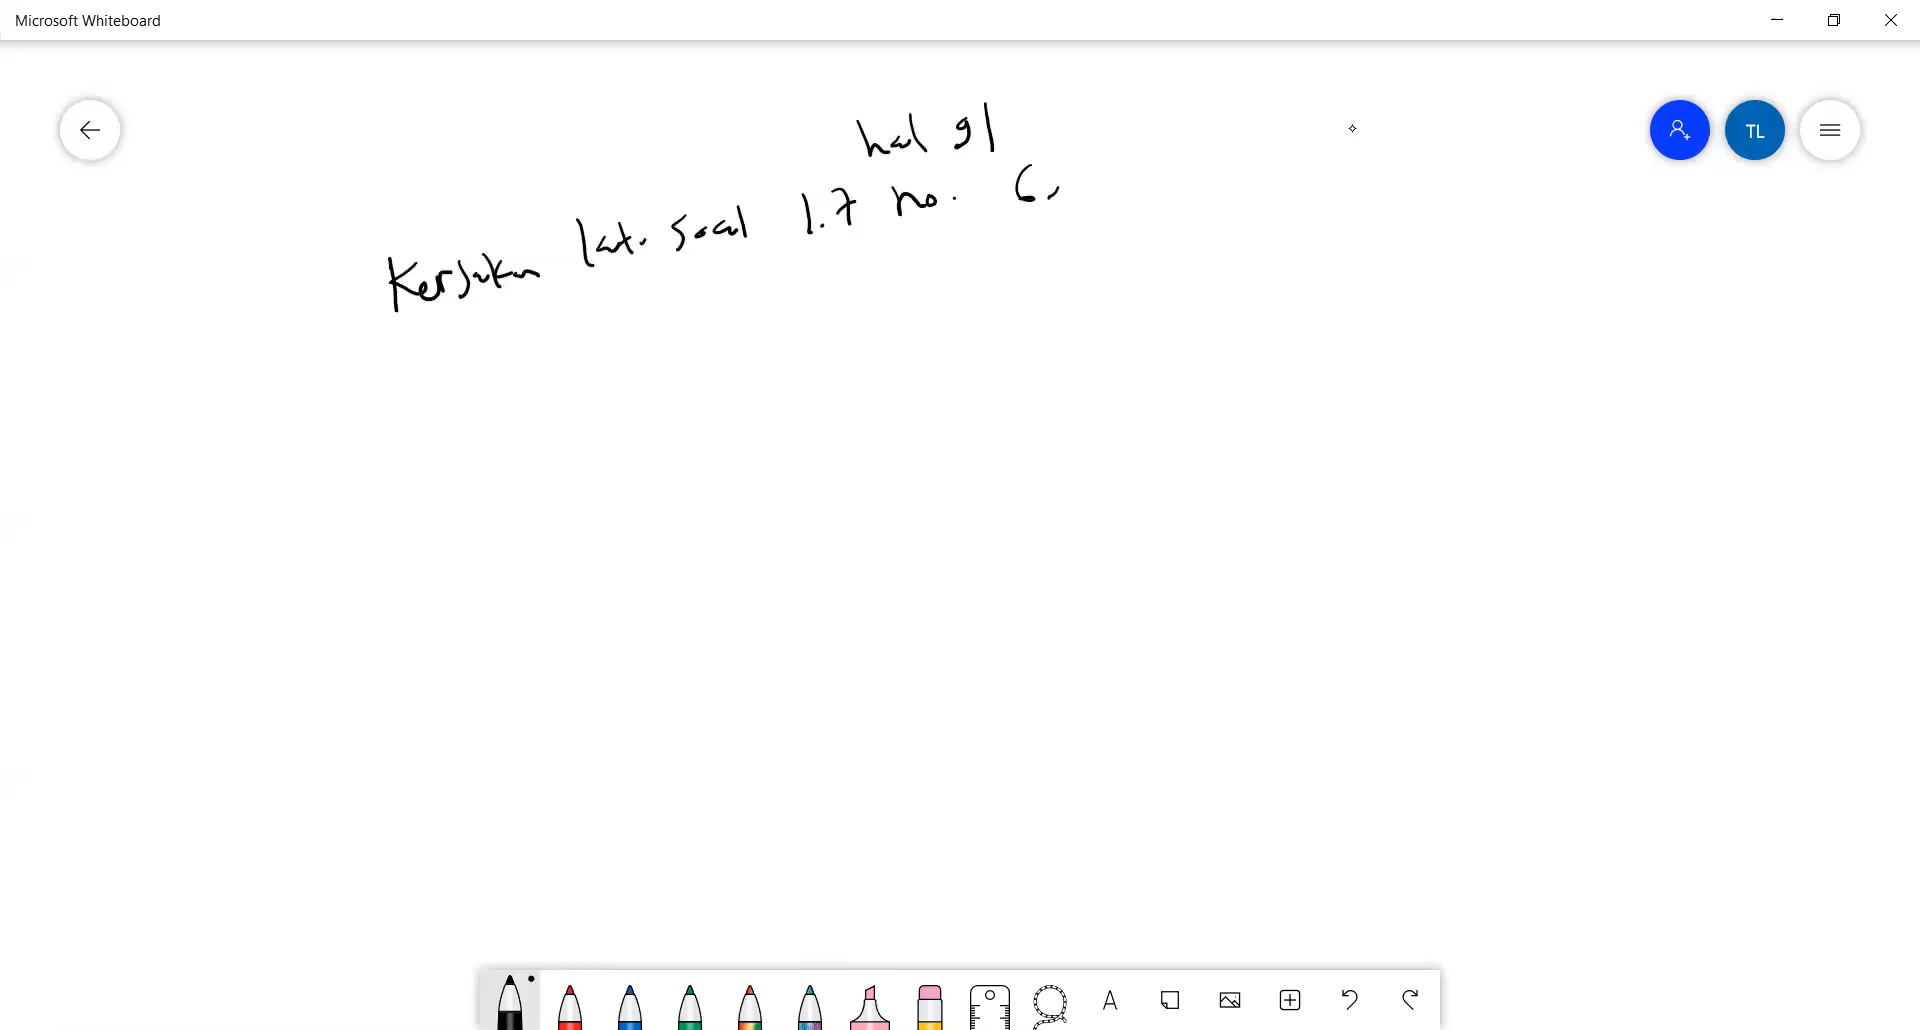 Microsoft Whiteboard
TL
hal 91
Kerjakan lat. soal 1.7 no. 6,
A